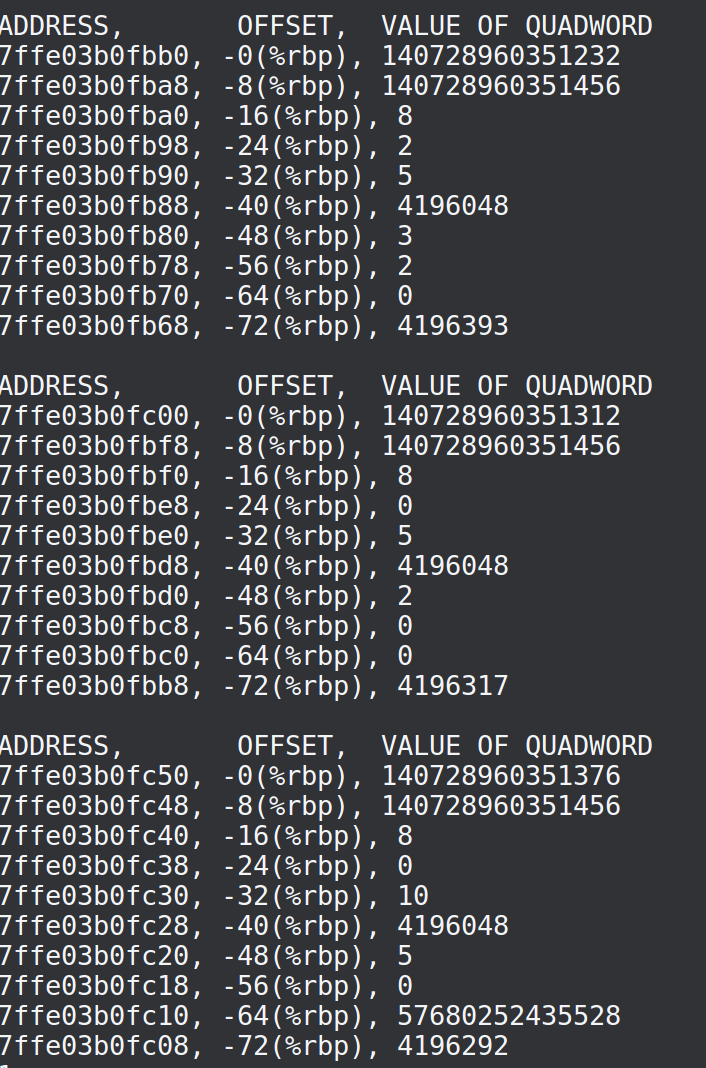 ADDRESS, OFFSET, VALUE OF QUADWORD
7ffe03b0fbb0, -0(%rbp), 140728960351232
7ffe03b0fba8, -8(%rbp), 140728960351456
7ffe03b0fba0, -16(%rbp), 8
7ffe03b0fb98, -24(%rbp), 2
7ffe03b0fb90, -32(%rbp), 5
7ffe03b0fb88, -40(%rbp), 4196048
7ffe03b0fb80, -48(%rbp), 3
7ffe03b0fb78, -56(%rbp), 2
7ffe03b0fb70, -64(%rbp), 0
7ffe03b0fb68, -72(%rbp), 4196393
ADDRESS, OFFSET, VALUE OF QUADWORD
7ffe03b0fc00, -0(%rbp), 140728960351312
7ffe03b0fbf8, -8(%rbp), 140728960351456
7ffe03b0fbf0, -16(%rbp), 8
7ffe03b0fbe8, -24(%rbp), 0
7ffe03b0fbe0, -32(%rbp), 5
7ffe03b0fbd8, -40(%rbp), 4196048
7ffe03b0fbd0, -48(%rbp), 2
7ffe03b0fbc8, -56(%rbp), 0
7ffe03b0fbc0, -64(%rbp), 0
7ffe03b0fbb8, -72(%rbp), 4196317
ADDRESS, OFFSET, VALUE OF QUADWORD
7ffe03b0fc50, -0(%rbp), 140728960351376
7ffe03b0fc48, -8(%rbp), 140728960351456
7ffe03b0fc40, -16(%rbp), 8
7ffe03b0fc38, -24(%rbp), 0
7ffe03b0fc30, -32(%rbp), 10
7ffe03b0fc28, -40(%rbp), 4196048
7ffe03b0fc20, -48(%rbp), 5
7ffe03b0fc18, -56(%rbp), 0
7ffe03b0fc10, -64(%rbp), 57680252435528
7ffe03b0fc08, -72(%rbp), 4196292